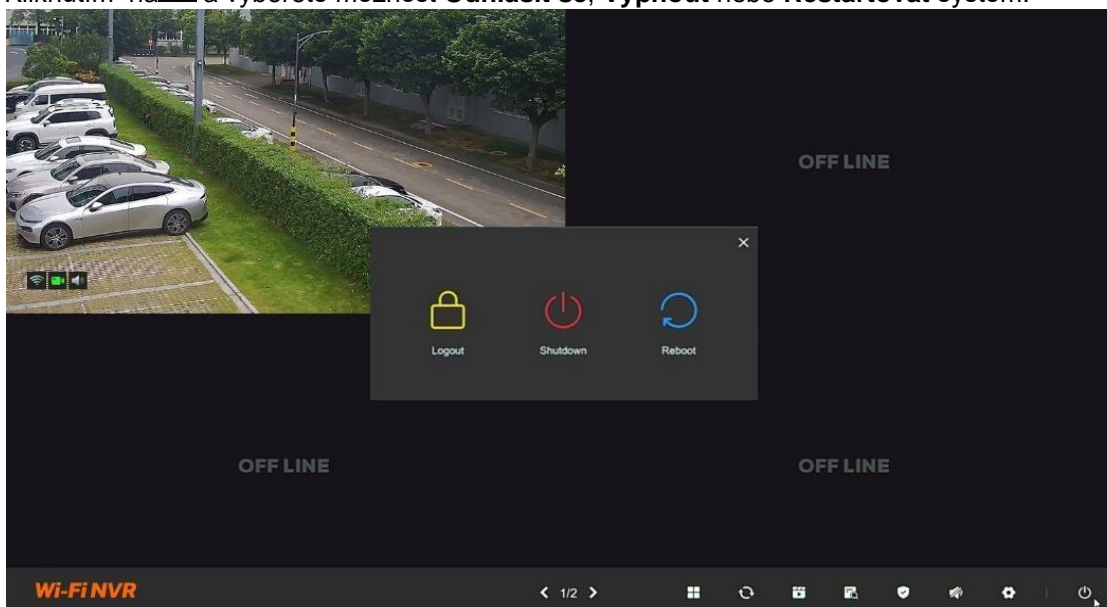 Kliknutím na a vyberete možnost Odhlásit se, Vypnout nebo Restartovat systém.
OFF LINE
Logout Shutdown Reboot
OFF LINE OFF LINE
Wi-Fi NVR 1/2